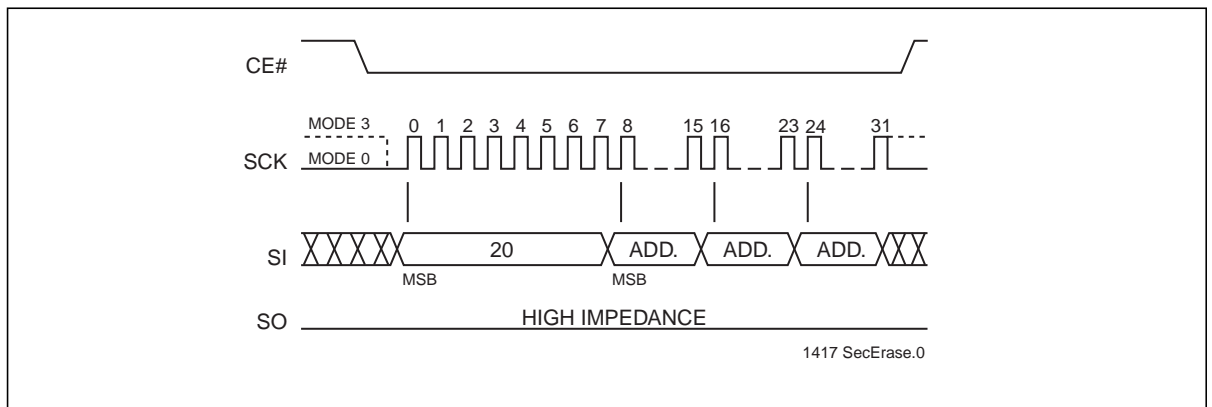 CE#
MODE 3
0 1 2 3 4 5 6 7 8 15 16 23 24 31
SCK
MODE 0
SI
20 ADD. ADD. ADD.
MSB MSB
SO
HIGH IMPEDANCE
1417 SecErase.0